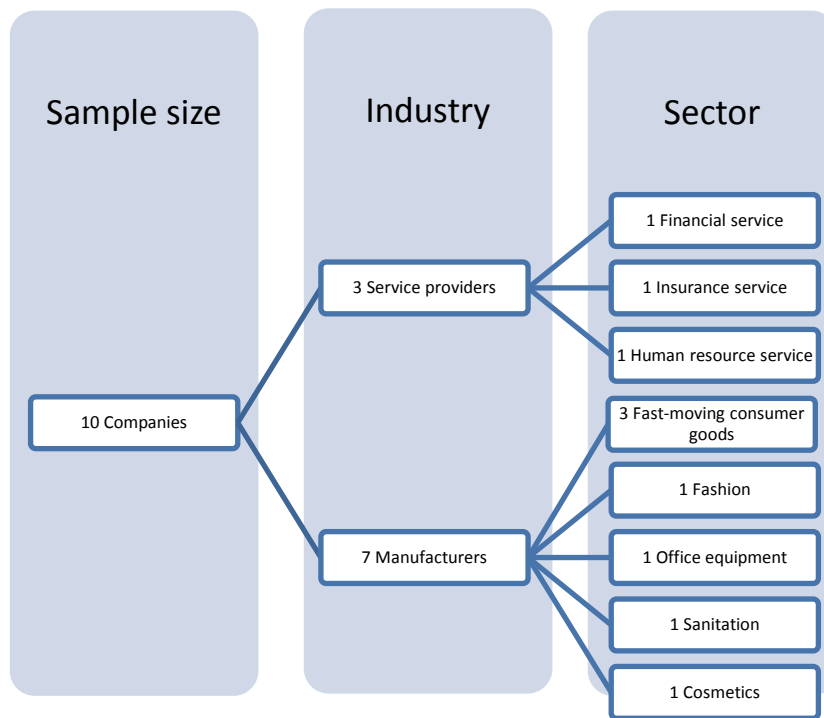 Sample size
Industry
Sector
10 Companies
3 Service providers
7 Manufacturers
1 Financial service
1 Insurance service
1 Human resource service
3 Fast-moving consumer
goods
1 Fashion
1 Office equipment
1 Sanitation
1 Cosmetics